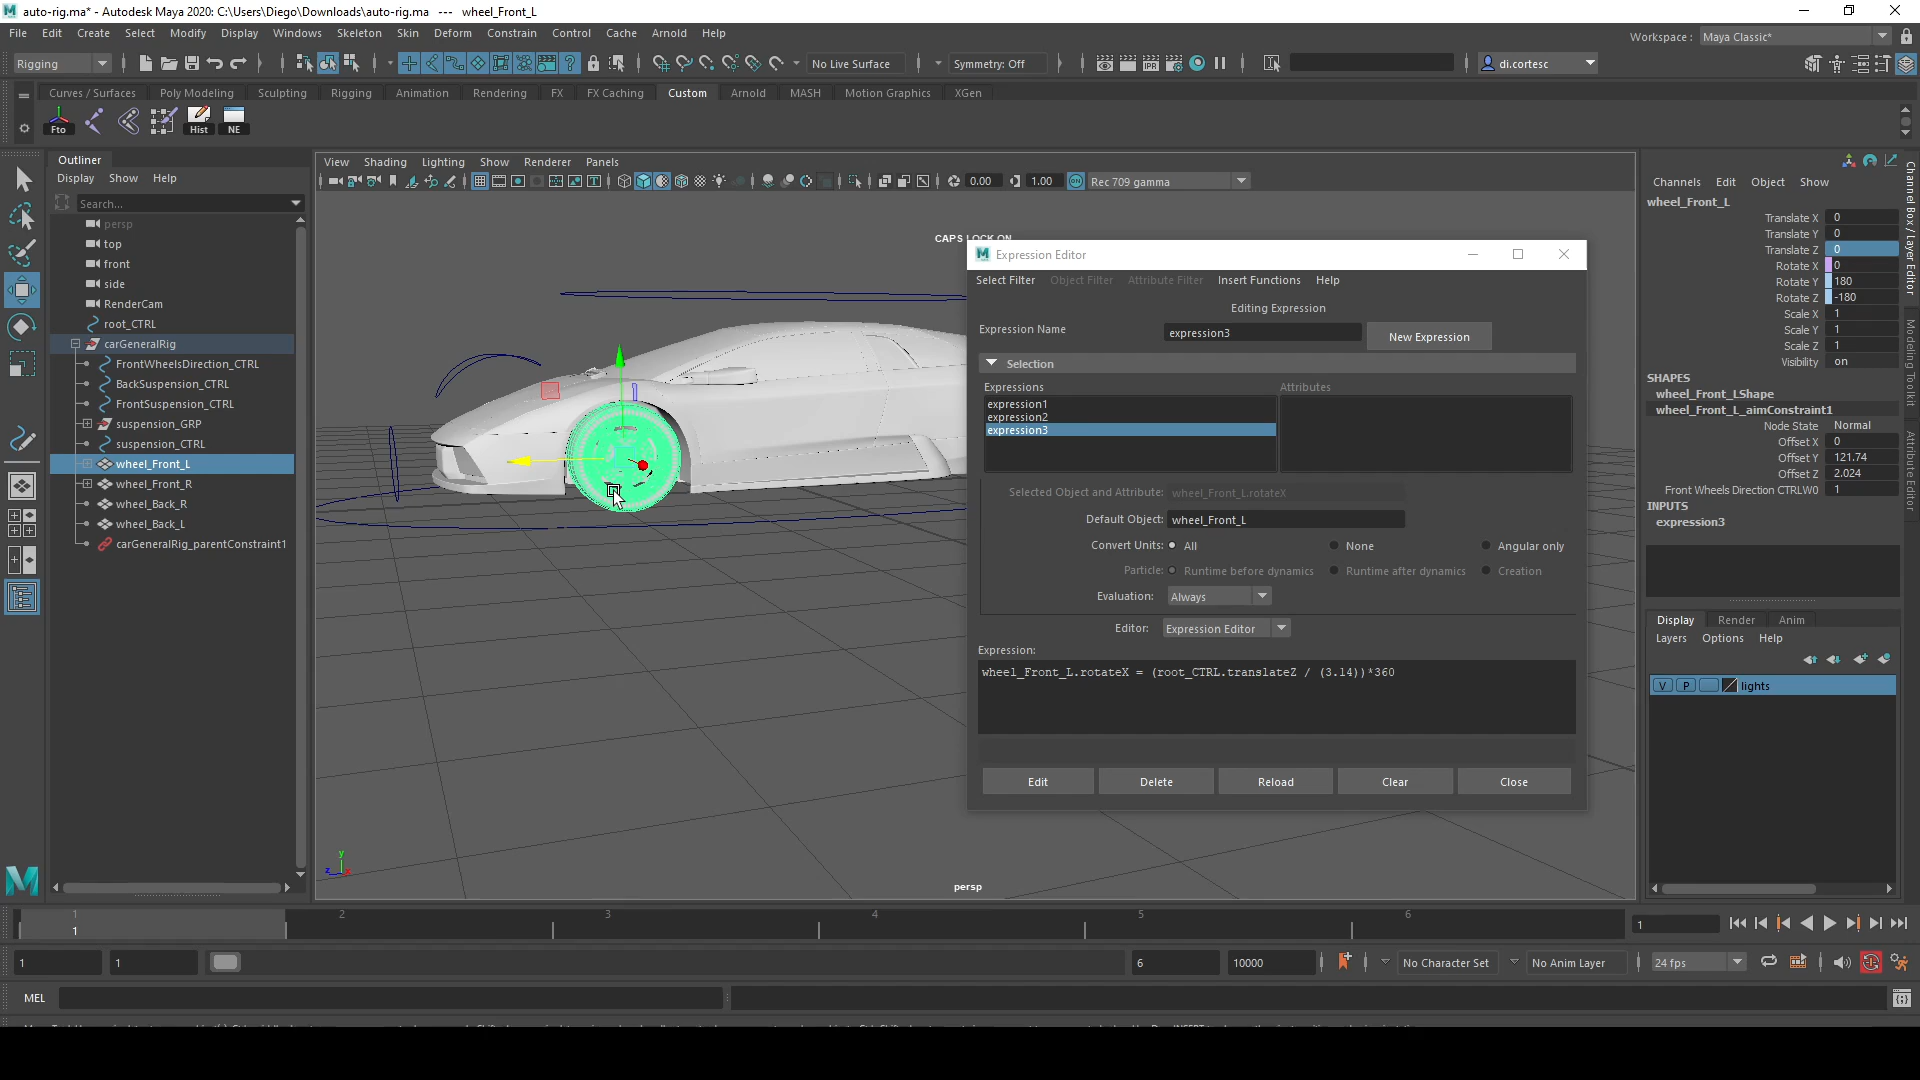 auto-rig.ma* - Autodesk Maya 2020: C:\Users\Diego\Downloads\auto-rig.ma --- wheel_Front_L
File Edit Create Select Modify Display Windows Skeleton Skin Deform Constrain Control Cache Arnold Help
Workspace : Maya Classic*
Rigging
No Live Surface
Symmetry: Off
di.cortesc
Curves / Surfaces Poly Modeling Sculpting Rigging Animation Rendering FX FX Caching Custom Arnold MASH Motion Graphics XGen
Fto Hist NE
Outliner
Display Show Help
Search...
persp
top
front
side
RenderCam
root_CTRL
carGeneralRig
FrontWheelsDirection_CTRL
BackSuspension_CTRL
FrontSuspension_CTRL
suspension_GRP
suspension_CTRL
wheel_Front_L
wheel_Front_R
wheel_Back_R
wheel_Back_L
carGeneralRig_parentConstraint1
View Shading Lighting Show Renderer Panels
0.00 1.00 ON Rec 709 gamma
CAPS LOCK ON
persp
Expression Editor
Select Filter Object Filter Attribute Filter Insert Functions Help
Editing Expression
Expression Name expression3 New Expression
Selection
Expressions Attributes
expression1
expression2
expression3
Selected Object and Attribute: wheel_Front_L.rotateX
Default Object: wheel_Front_L
Convert Units: All None Angular only
Particle: Runtime before dynamics Runtime after dynamics Creation
Evaluation: Always
Editor: Expression Editor
Expression:
wheel_Front_L.rotateX = (root_CTRL.translateZ / (3.14))*360
Edit Delete Reload Clear Close
Channels Edit Object Show
wheel_Front_L
Translate X 0
Translate Y 0
Translate Z 0
Rotate X 0
Rotate Y 180
Rotate Z -180
Scale X 1
Scale Y 1
Scale Z 1
Visibility on
SHAPES
wheel_Front_LShape
wheel_Front_L_aimConstraint1
Node State Normal
Offset X 0
Offset Y 121.74
Offset Z 2.024
Front Wheels Direction CTRLW0 1
INPUTS
expression3
Display Render Anim
Layers Options Help
V P lights
Channel Box / Layer Editor
Modeling Toolkit
Attribute Editor
1 2 3 4 5 6
1
1
1 1 6 10000 No Character Set No Anim Layer 24 fps
MEL